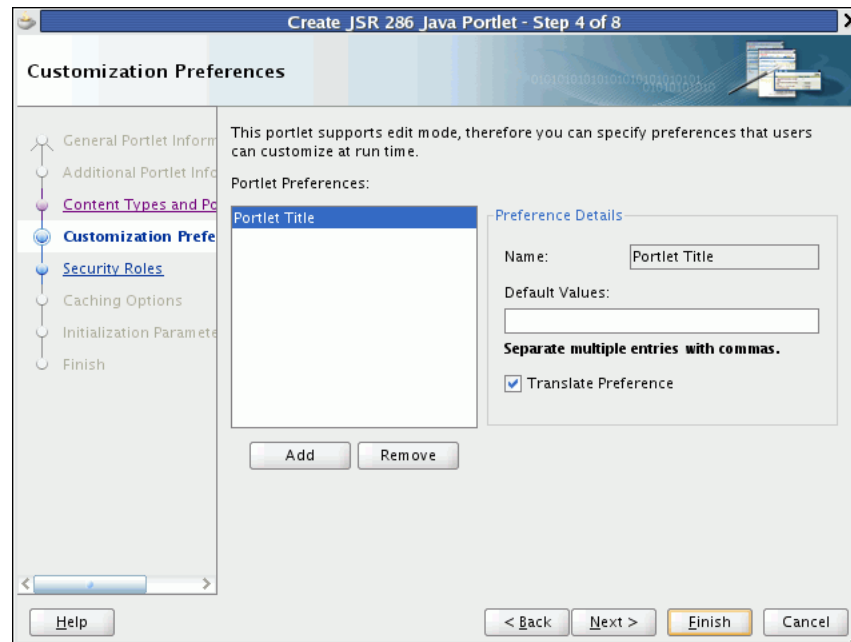 Create JSR 286 Java Portlet - Step 4 of 8
Customization Preferences
General Portlet Inform
Additional Portlet Info
Content Types and Po
Customization Prefe
Security Roles
Caching Options
Initialization Paramete
Finish
This portlet supports edit mode, therefore you can specify preferences that users
can customize at run time.
Portlet Preferences:
Portlet Title
Preference Details
Name: Portlet Title
Default Values:
Separate multiple entries with commas.
Translate Preference
Add Remove
Help < Back Next > Finish Cancel